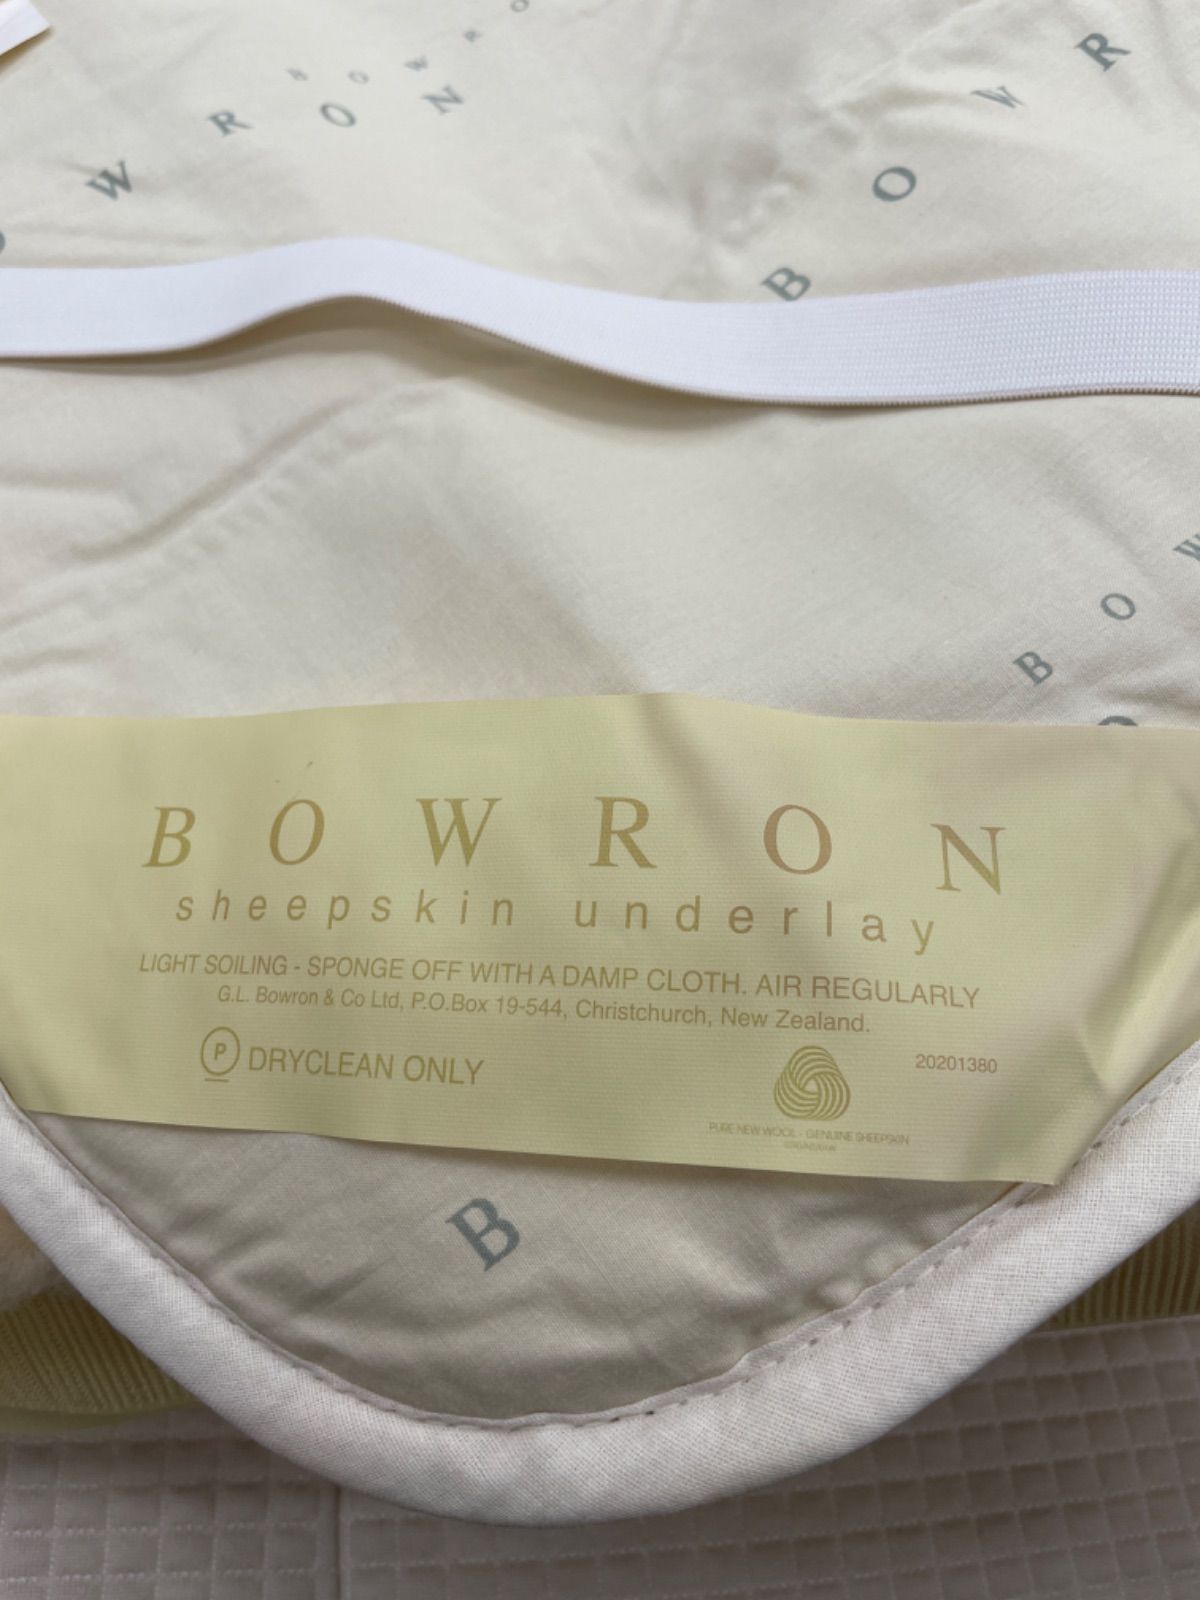 B O W R O
W R O N
B O W R
B O W
B O W R O N
sheepskin underlay
LIGHT SOILING - SPONGE OFF WITH A DAMP CLOTH. AIR REGULARLY
G.L. Bowron & Co Ltd, P.O.Box 19-544, Christchurch, New Zealand.
P DRYCLEAN ONLY
20201380
PURE NEW WOOL - GENUINE SHEEPSKIN
B